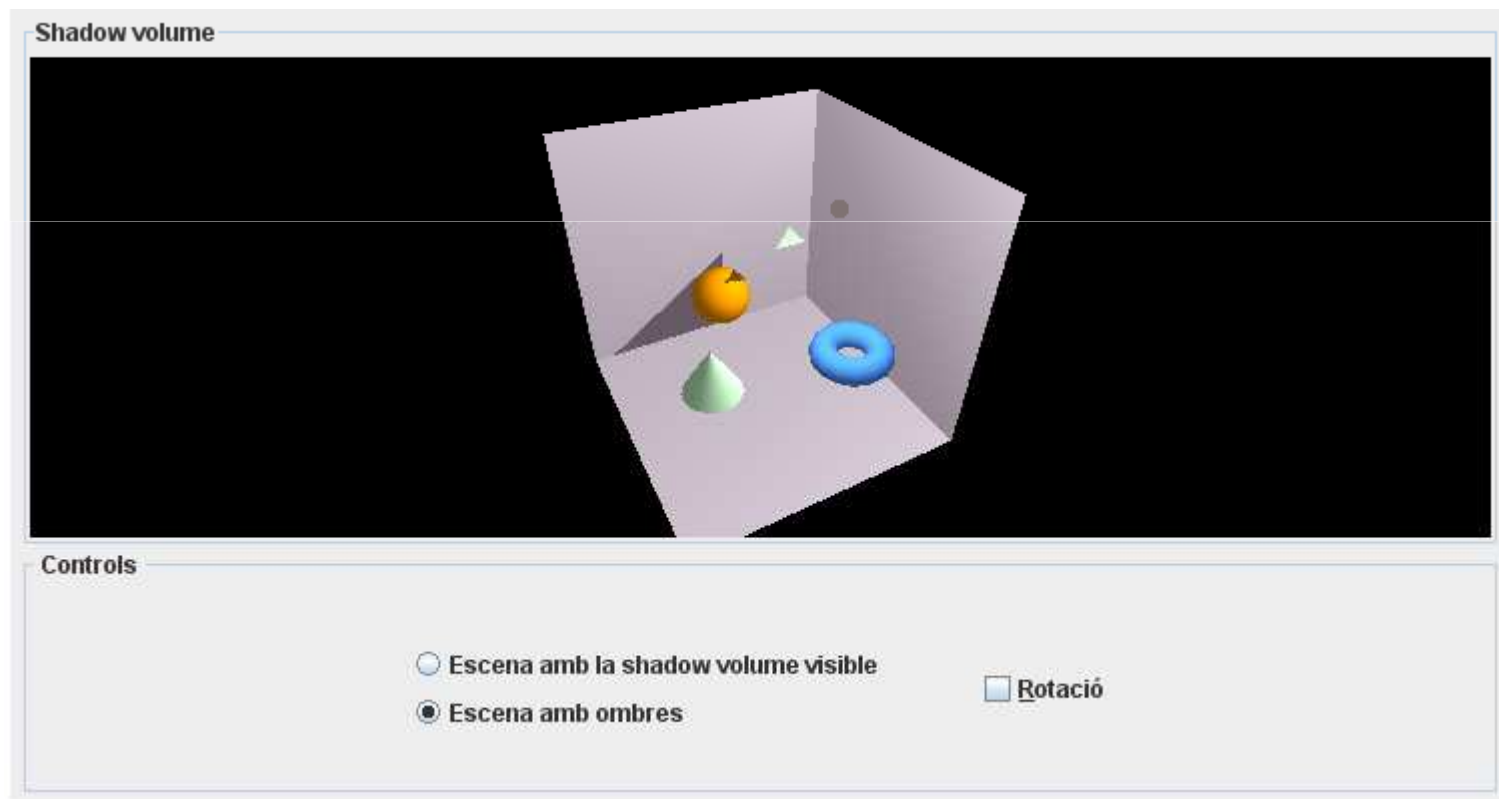 Shadow volume
Controls
Escena amb la shadow volume visible
Escena amb ombres
Rotació